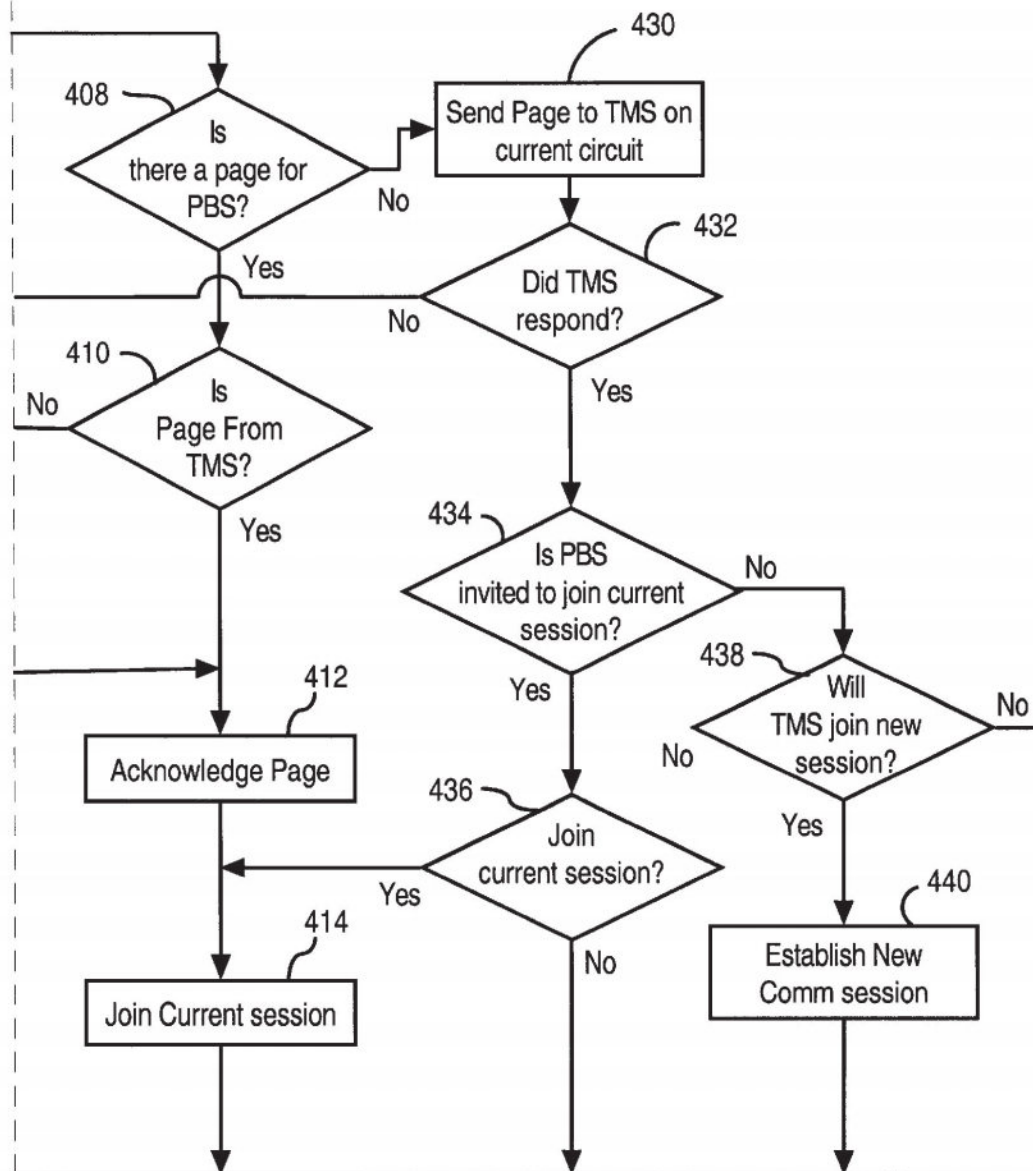 430
408
Send Page to TMS on
current circuit
Is
there a page for
PBS?
No
432
Yes
Did TMS
respond?
No
410
Is
Page From
TMS?
No
Yes
Yes
434
Is PBS
invited to join current
session?
No
438
Yes
Will
TMS join new
session?
No
No
412
Acknowledge Page
436
Join
current session?
Yes
Yes
440
Establish New
Comm session
414
Join Current session
No